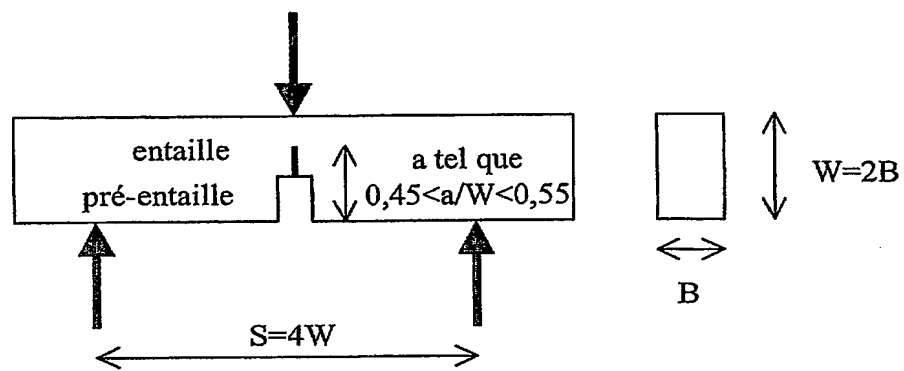 entaille
pré-entaille
a tel que
0,45<a/W<0,55
W=2B
B
S=4W